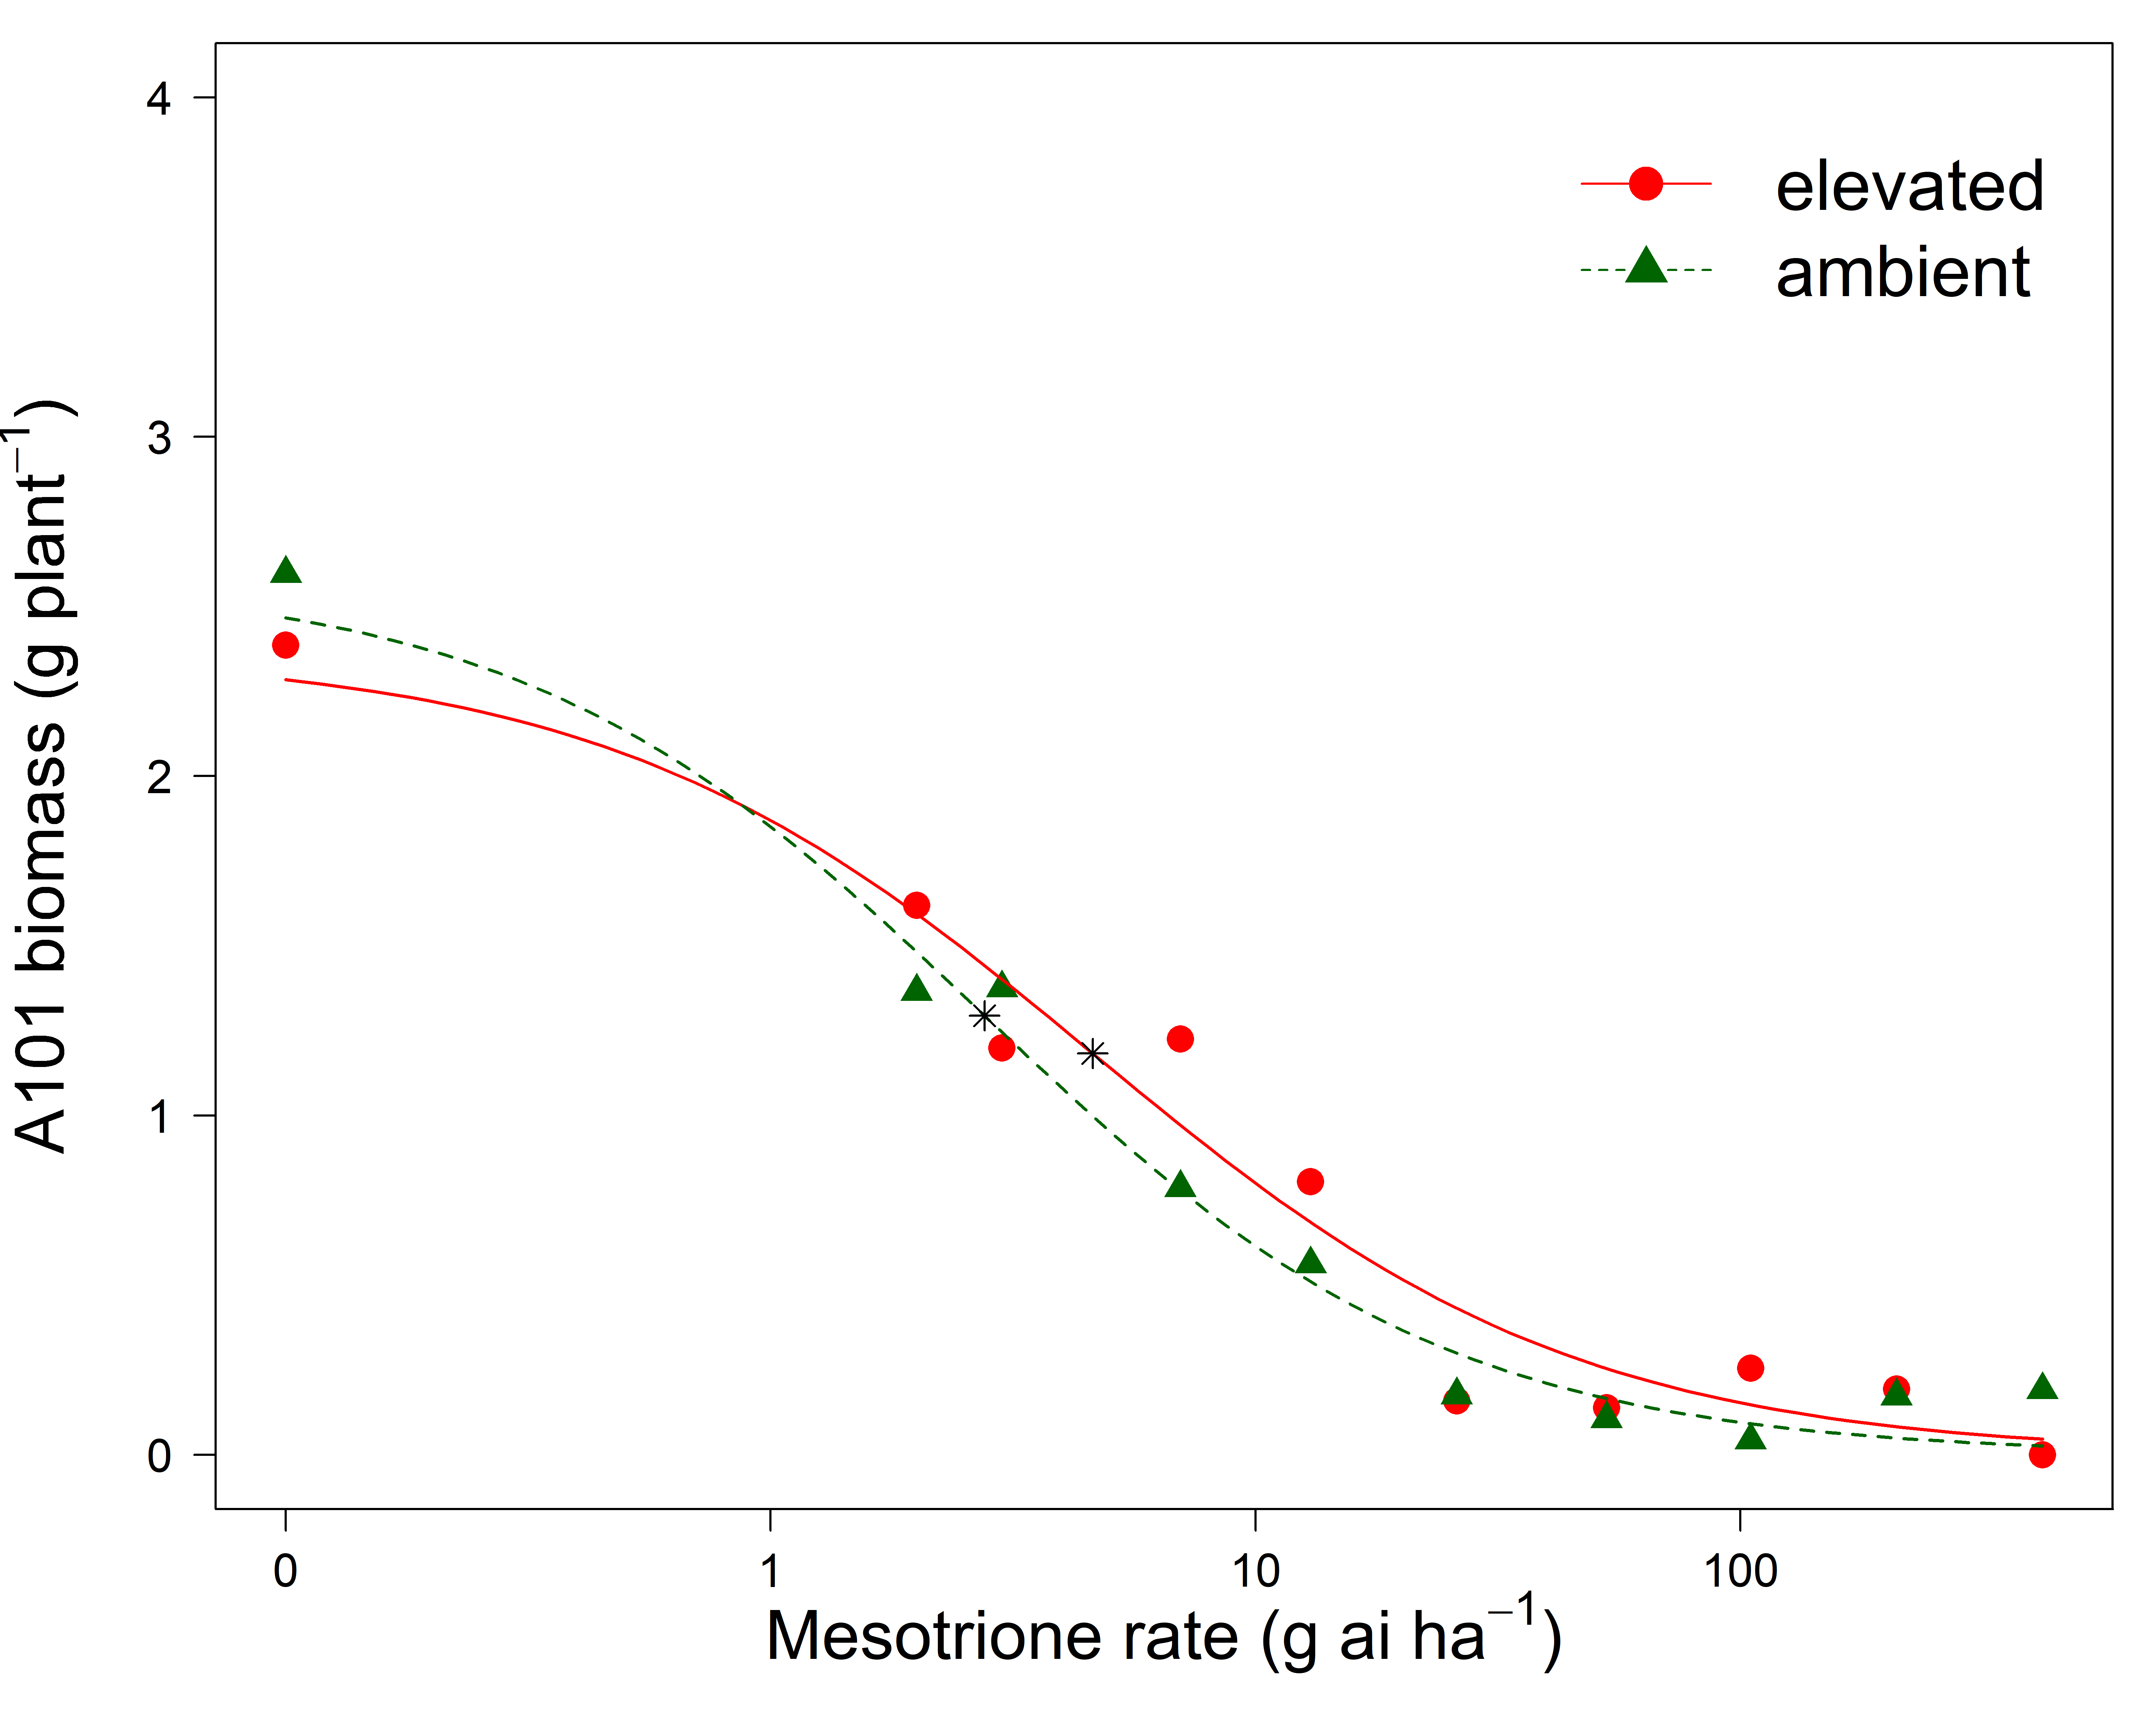 4
3
2
1
0
A101 biomass (g plant⁻¹)
elevated
ambient
0 1 10 100
Mesotrione rate (g ai ha⁻¹)